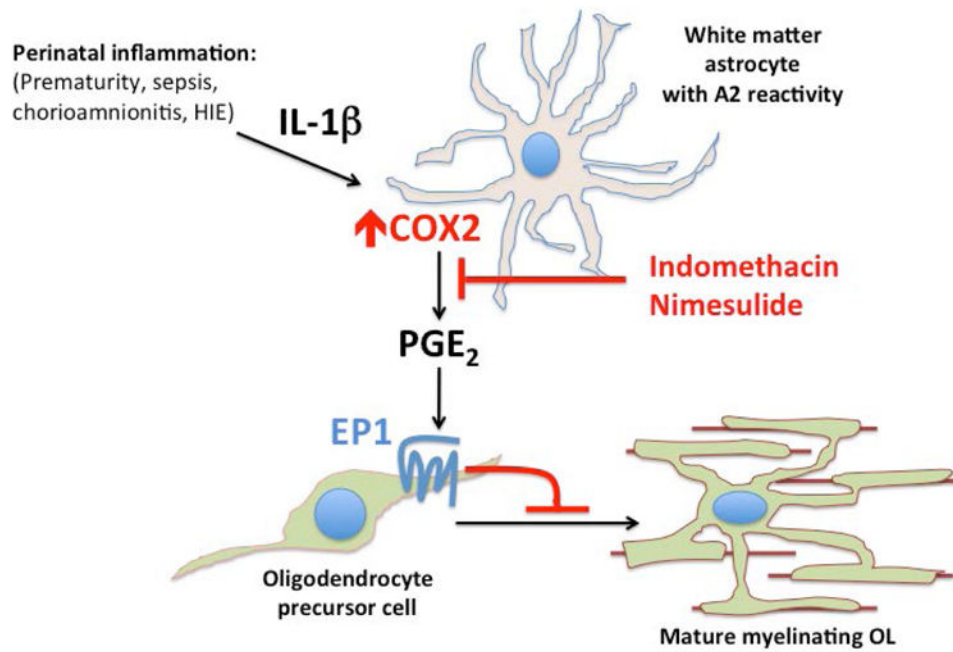 Perinatal inflammation:
(Prematurity, sepsis,
chorioamnionitis, HIE)
IL-1β
White matter
astrocyte
with A2 reactivity
COX2
Indomethacin
Nimesulide
PGE₂
EP1
Oligodendrocyte
precursor cell
Mature myelinating OL